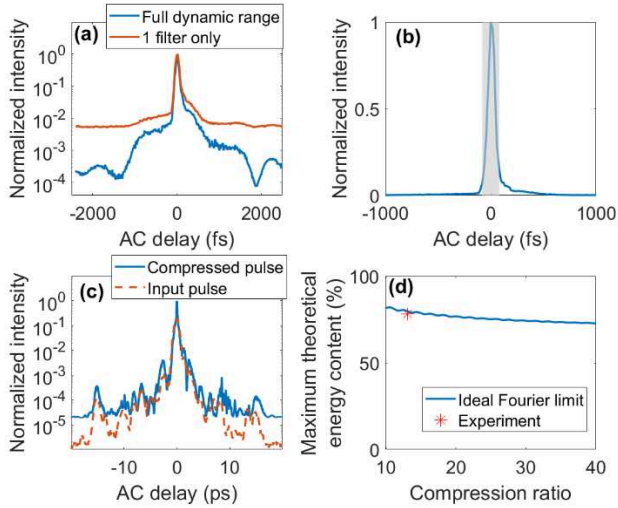 (a)
Full dynamic range
1 filter only
Normalized intensity
10^0
10^-1
10^-2
10^-3
10^-4
-2000
0
2000
AC delay (fs)
(b)
Normalized intensity
1
0.5
0
-1000
0
1000
AC delay (fs)
(c)
Compressed pulse
Input pulse
Normalized intensity
10^0
10^-1
10^-2
10^-3
10^-4
10^-5
-10
0
10
AC delay (ps)
(d)
Maximum theoretical
energy content (%)
100
50
0
Ideal Fourier limit
Experiment
10
20
30
40
Compression ratio